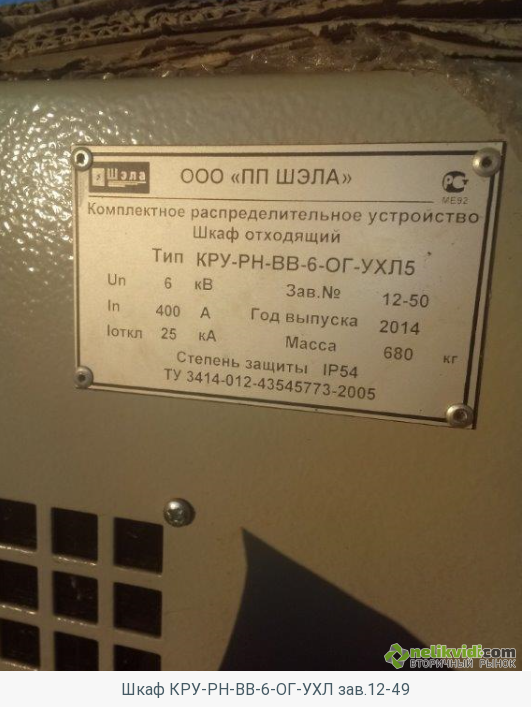 Шэла
ООО «ПП ШЭЛА»
РС
МЕ92
Комплектное распределительное устройство
Шкаф отходящий
Тип КРУ-РН-ВВ-6-ОГ-УХЛ5
Un 6 кВ Зав.№ 12-50
In 400 А Год выпуска 2014
Iоткл 25 кА Масса 680 кг
Степень защиты IP54
ТУ 3414-012-43545773-2005
nelikvidi.com
ВТОРИЧНЫЙ РЫНОК
Шкаф КРУ-РН-ВВ-6-ОГ-УХЛ зав.12-49